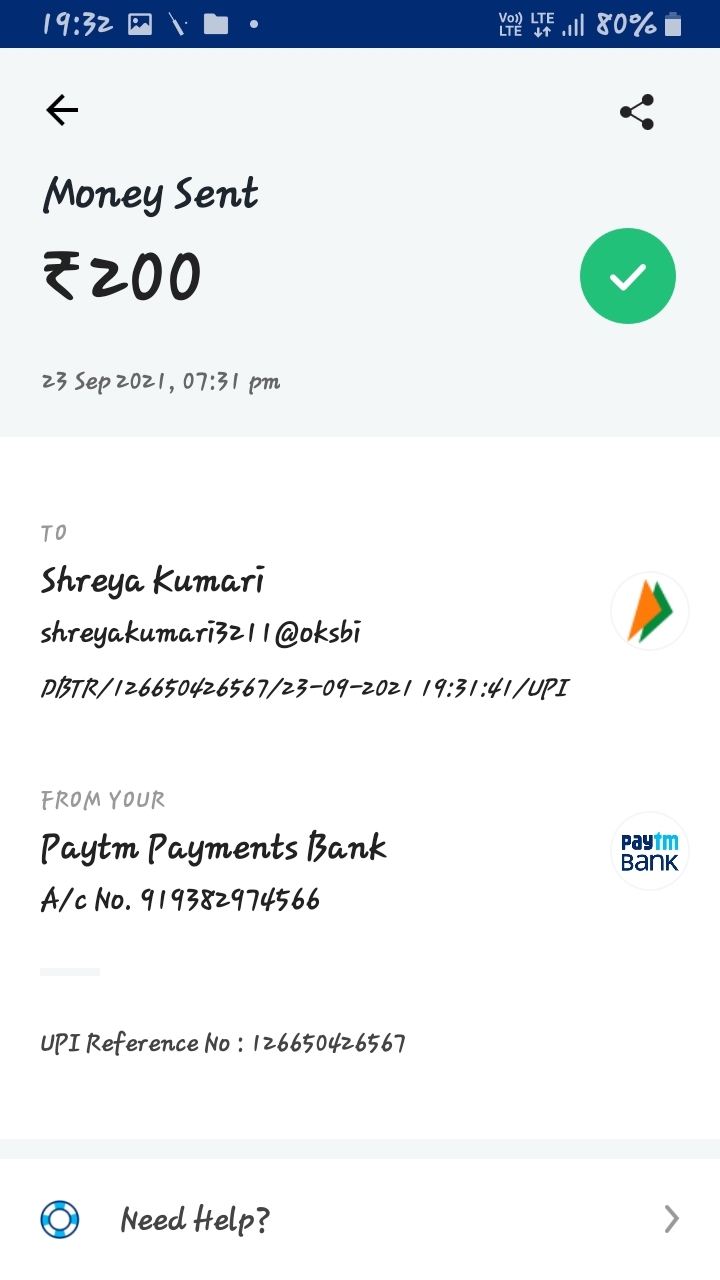 19:32 Vo)) LTE LTE 80%
Money Sent
₹200
23 Sep 2021, 07:31 pm
TO
Shreya Kumari
shreyakumari3211@oksbi
DBTR/126650426567/23-09-2021 19:31:41/UPI
FROM YOUR
Paytm Payments Bank
paytm
BANK
A/c No. 919382974566
UPI Reference No : 126650426567
Need Help?